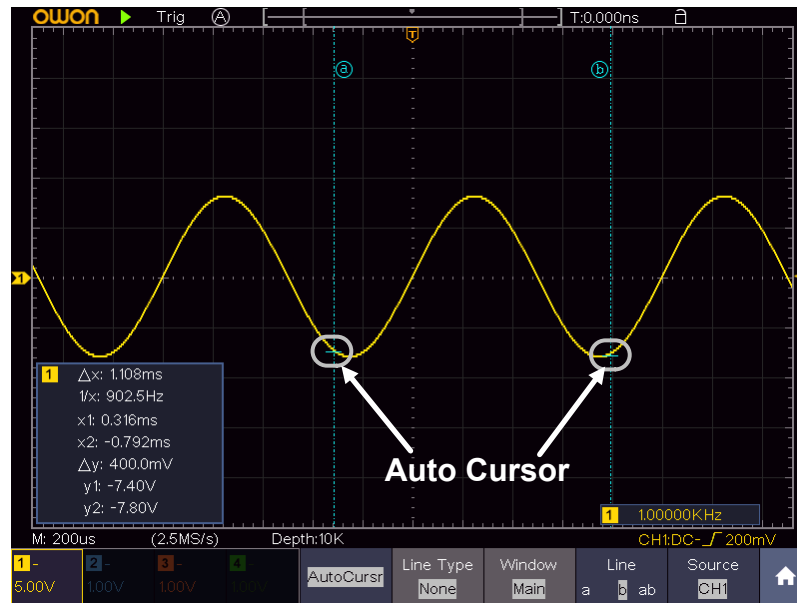 owon Trig A T:0.000ns
T
a b
1
1 △x: 1.108ms
1/x: 902.5Hz
x1: 0.316ms
x2: -0.792ms
△y: 400.0mV
y1: -7.40V
y2: -7.80V
Auto Cursor
1 1.00000KHz
M: 200us (2.5MS/s) Depth:10K CH1:DC- 200mV
1 - 2 - 3 - 4 - AutoCursr Line Type Window Line Source
5.00V 1.00V 1.00V 1.00V None Main a b ab CH1